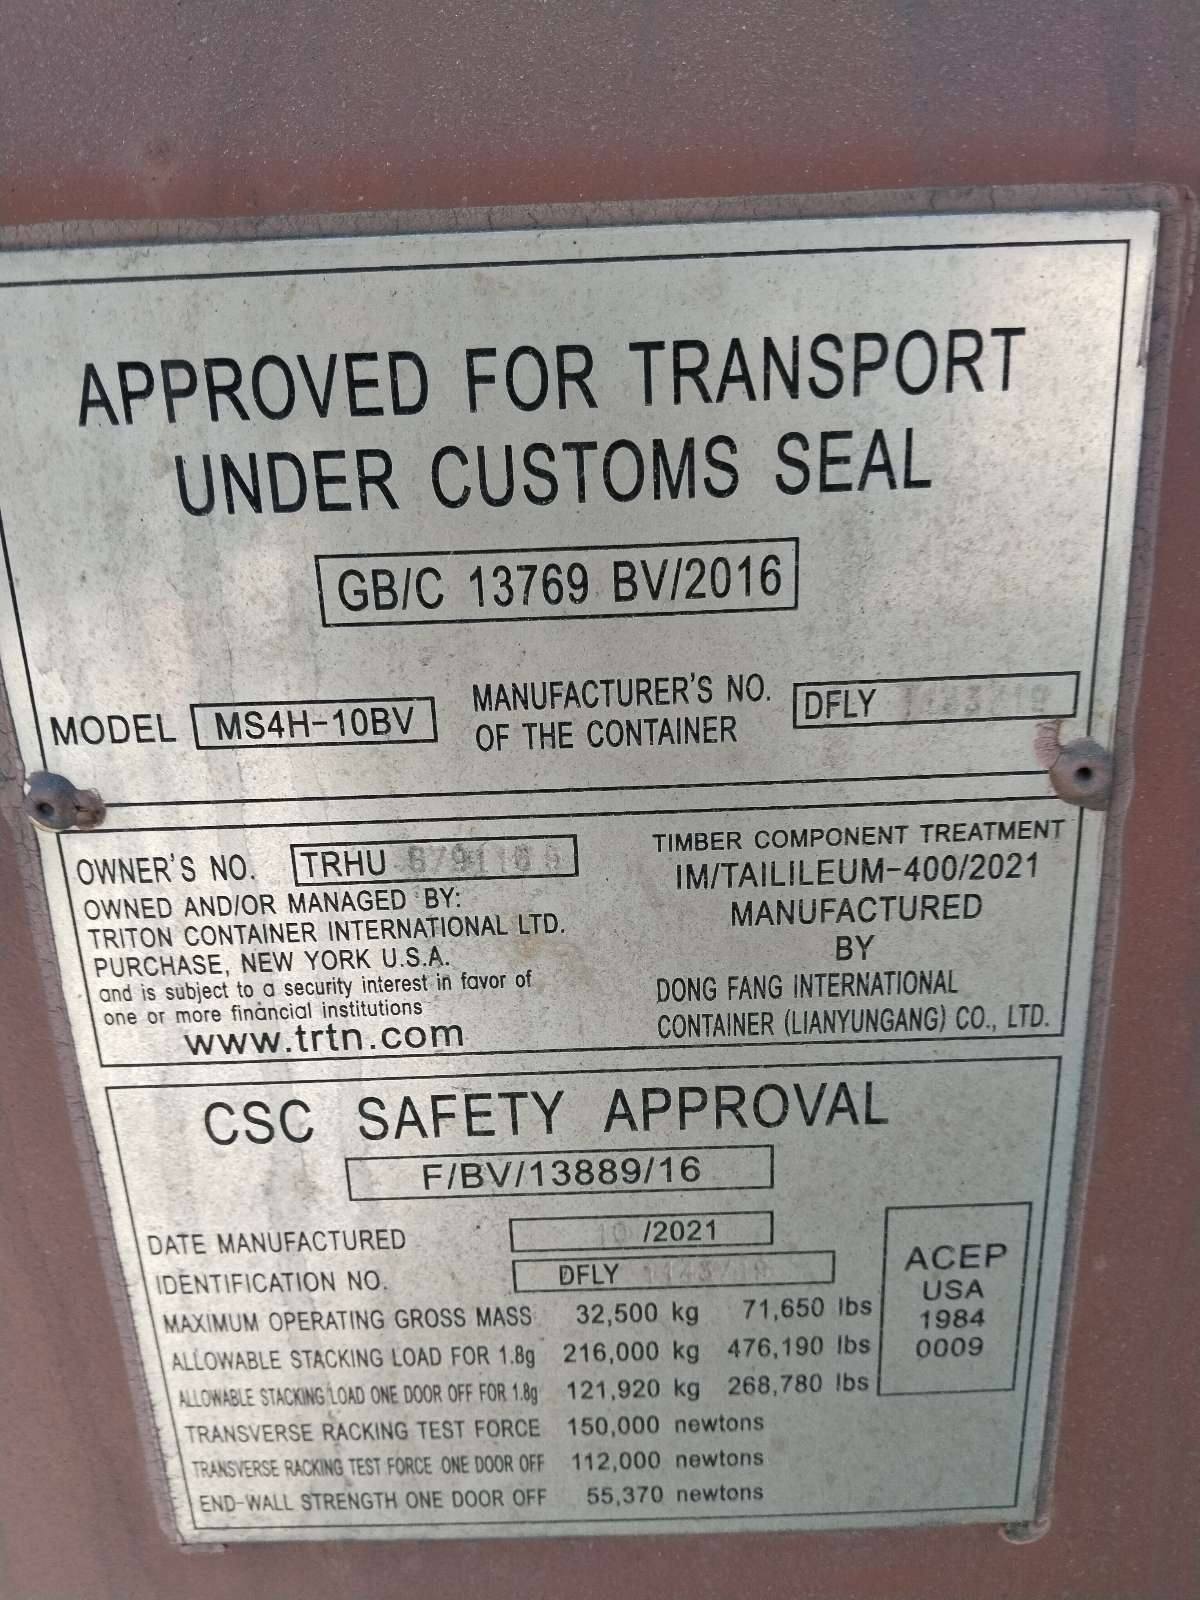 APPROVED FOR TRANSPORT
UNDER CUSTOMS SEAL
GB/C 13769 BV/2016
MODEL MS4H-10BV
MANUFACTURER'S NO.
OF THE CONTAINER
DFLY
OWNER'S NO. TRHU
OWNED AND/OR MANAGED BY:
TRITON CONTAINER INTERNATIONAL LTD.
PURCHASE, NEW YORK U.S.A.
and is subject to a security interest in favor of
one or more financial institutions
www.trtn.com
TIMBER COMPONENT TREATMENT
IM/TAILILEUM-400/2021
MANUFACTURED
BY
DONG FANG INTERNATIONAL
CONTAINER (LIANYUNGANG) CO., LTD.
CSC SAFETY APPROVAL
F/BV/13889/16
DATE MANUFACTURED 10/2021
IDENTIFICATION NO. DFLY
MAXIMUM OPERATING GROSS MASS 32,500 kg 71,650 lbs
ALLOWABLE STACKING LOAD FOR 1.8g 216,000 kg 476,190 lbs
ALLOWABLE STACKING LOAD ONE DOOR OFF FOR 1.8g 121,920 kg 268,780 lbs
TRANSVERSE RACKING TEST FORCE 150,000 newtons
TRANSVERSE RACKING TEST FORCE ONE DOOR OFF 112,000 newtons
END-WALL STRENGTH ONE DOOR OFF 55,370 newtons
ACEP
USA
1984
0009